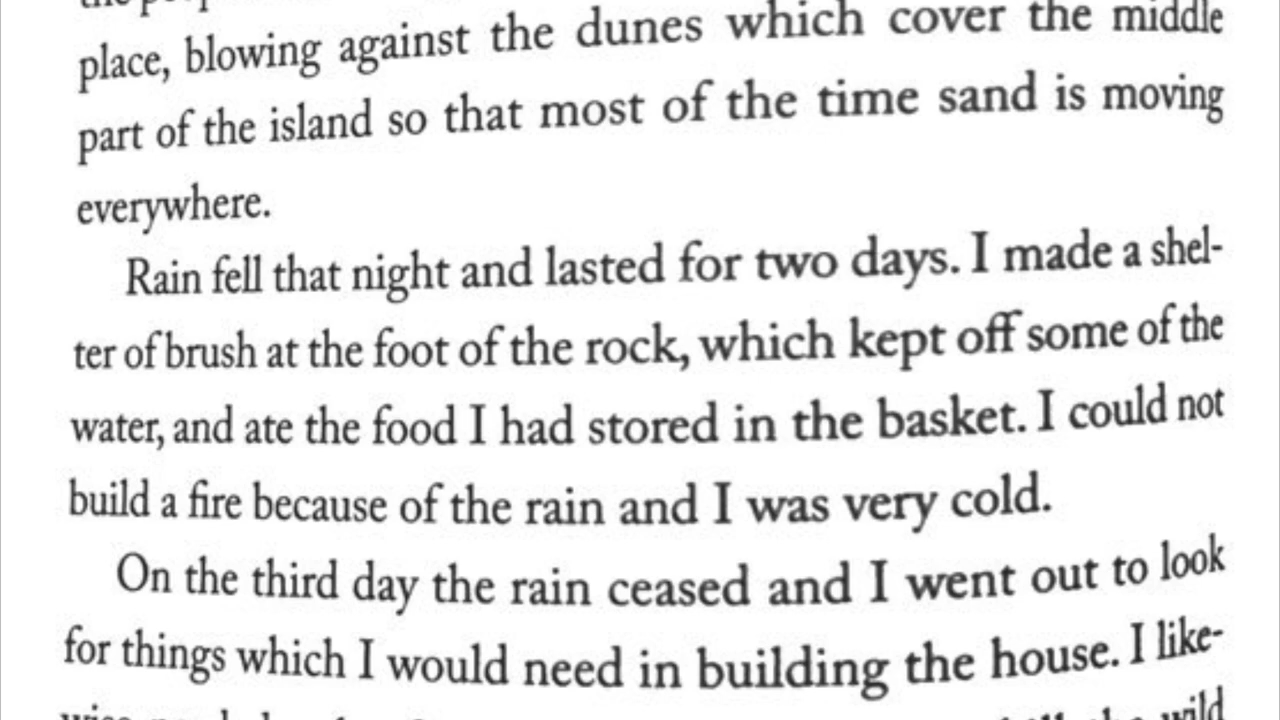 place, blowing against the dunes which cover the middle
part of the island so that most of the time sand is moving
everywhere.
Rain fell that night and lasted for two days. I made a shel-
ter of brush at the foot of the rock, which kept off some of the
water, and ate the food I had stored in the basket. I could not
build a fire because of the rain and I was very cold.
On the third day the rain ceased and I went out to look
for things which I would need in building the house. I like-
wild